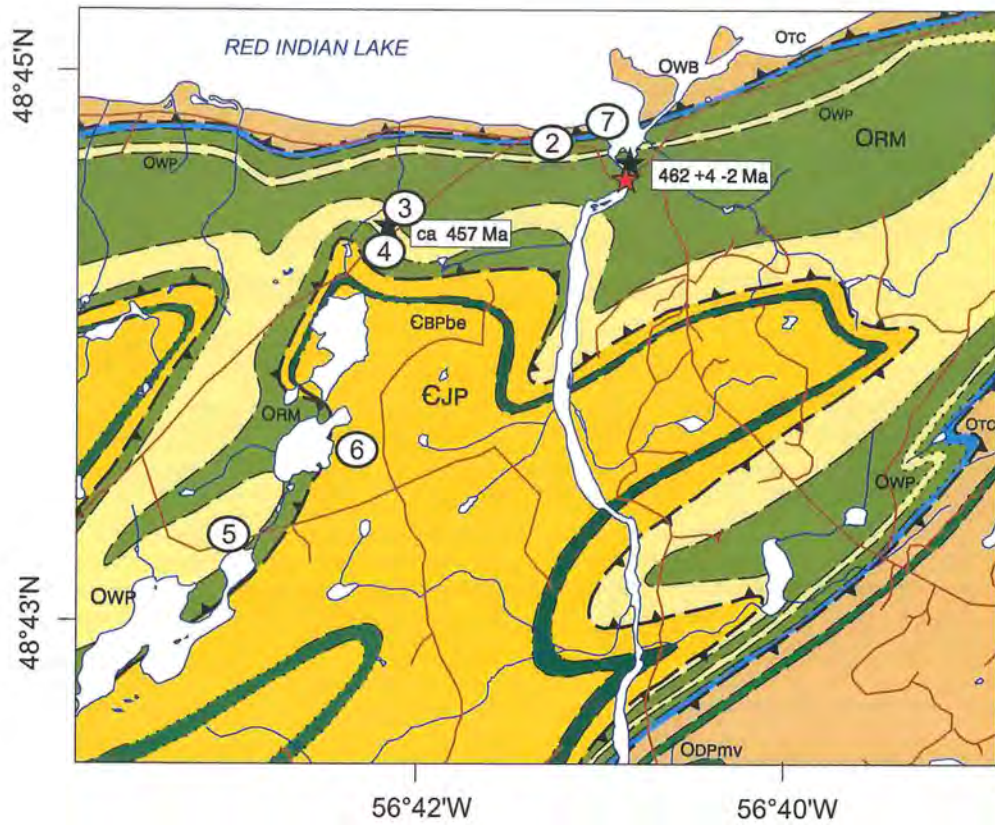 48°45'N
RED INDIAN LAKE
OTC
OWB
7
2
OWP
ORM
OWP
462 +4 -2 Ma
3
ca 457 Ma
4
ЄBPbe
ЄJP
ORM
OTC
6
OWP
5
OWP
48°43'N
ODPmv
56°42'W
56°40'W